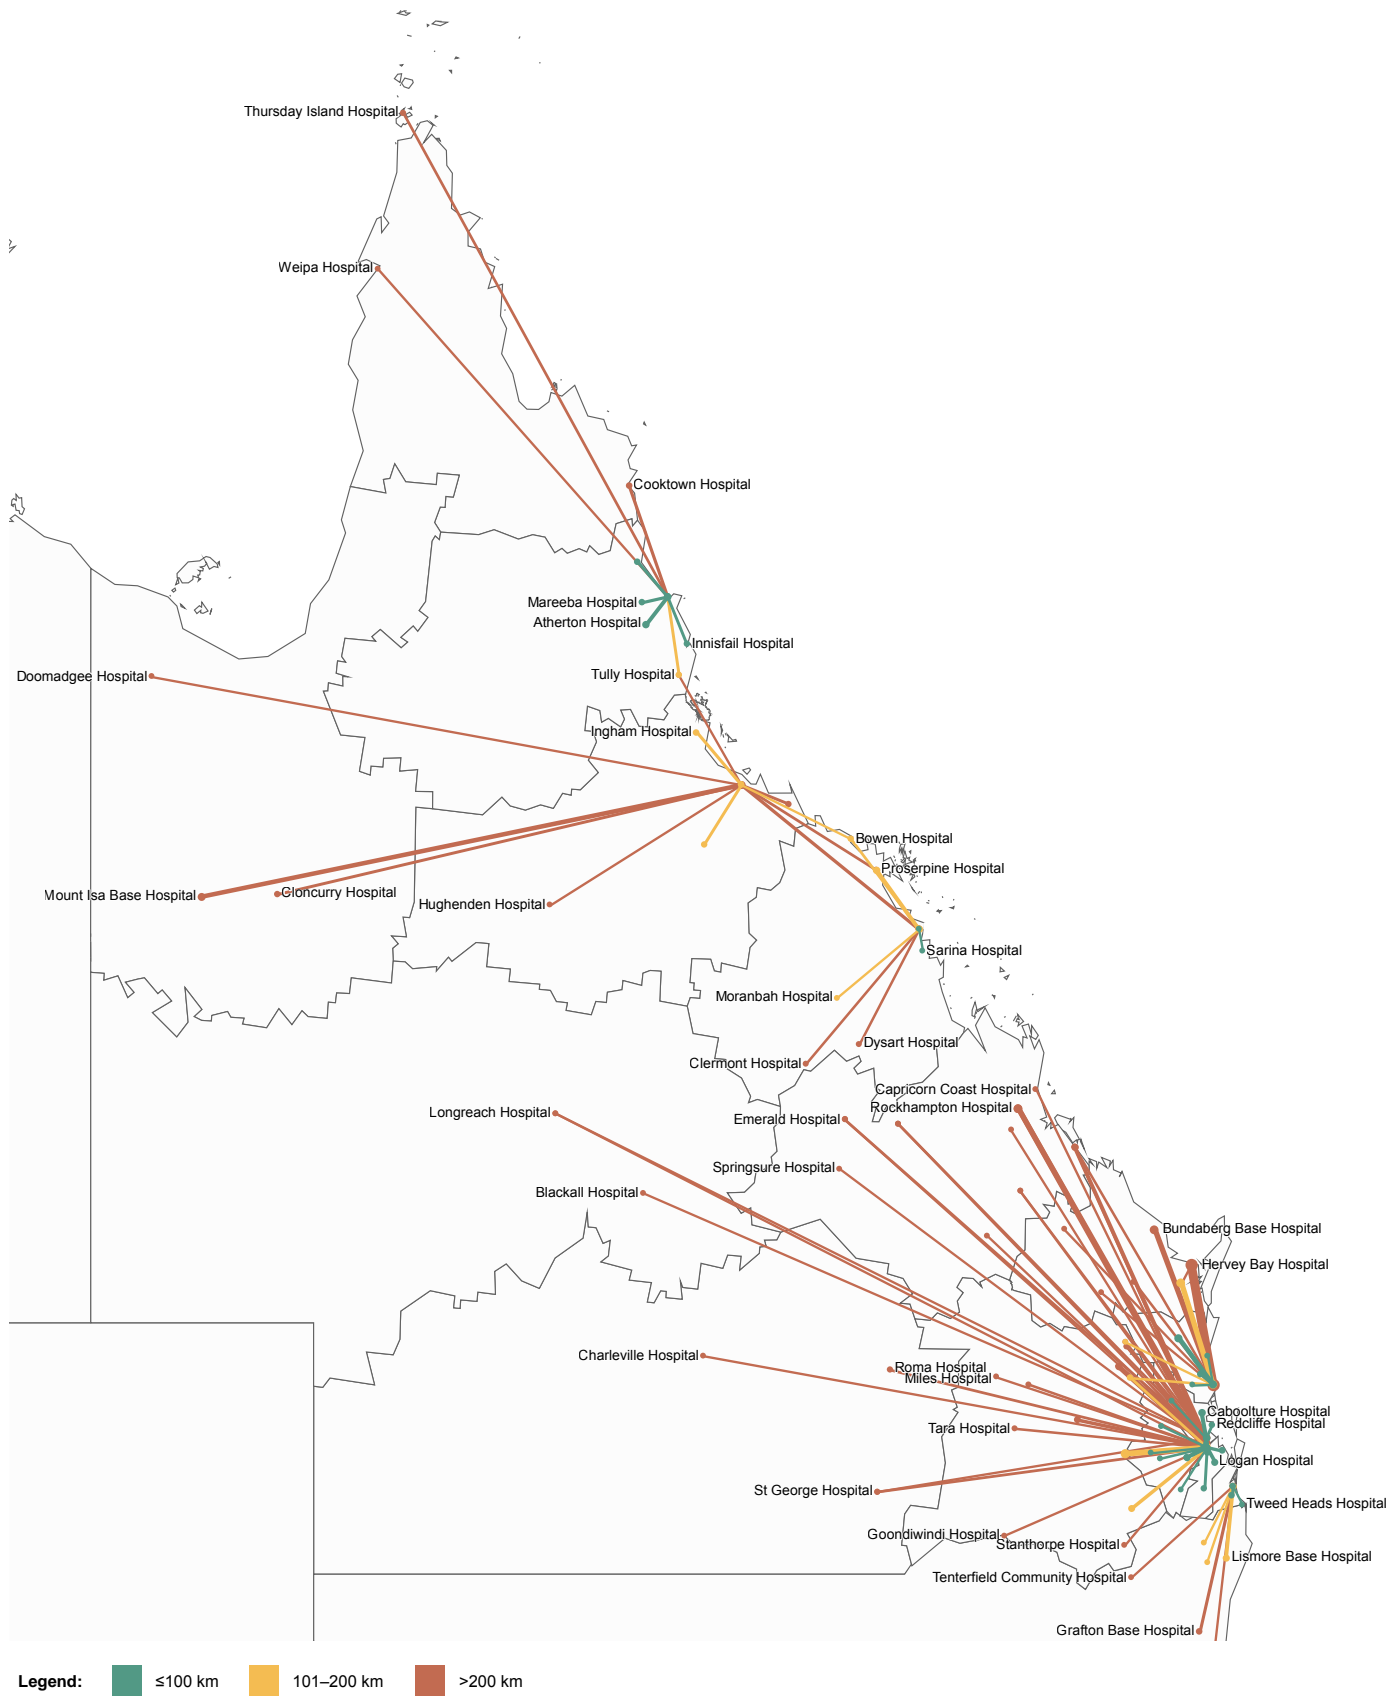 Thursday Island Hospital
Weipa Hospital
Cooktown Hospital
Mareeba Hospital
Atherton Hospital
Innisfail Hospital
Doomadgee Hospital
Tully Hospital
Ingham Hospital
Bowen Hospital
Proserpine Hospital
Mount Isa Base Hospital
Cloncurry Hospital
Hughenden Hospital
Sarina Hospital
Moranbah Hospital
Dysart Hospital
Clermont Hospital
Capricorn Coast Hospital
Rockhampton Hospital
Longreach Hospital
Emerald Hospital
Springsure Hospital
Blackall Hospital
Bundaberg Base Hospital
Hervey Bay Hospital
Charleville Hospital
Roma Hospital
Miles Hospital
Caboolture Hospital
Redcliffe Hospital
Tara Hospital
Logan Hospital
St George Hospital
Tweed Heads Hospital
Goondiwindi Hospital
Stanthorpe Hospital
Lismore Base Hospital
Tenterfield Community Hospital
Grafton Base Hospital
Legend: ≤100 km 101–200 km >200 km